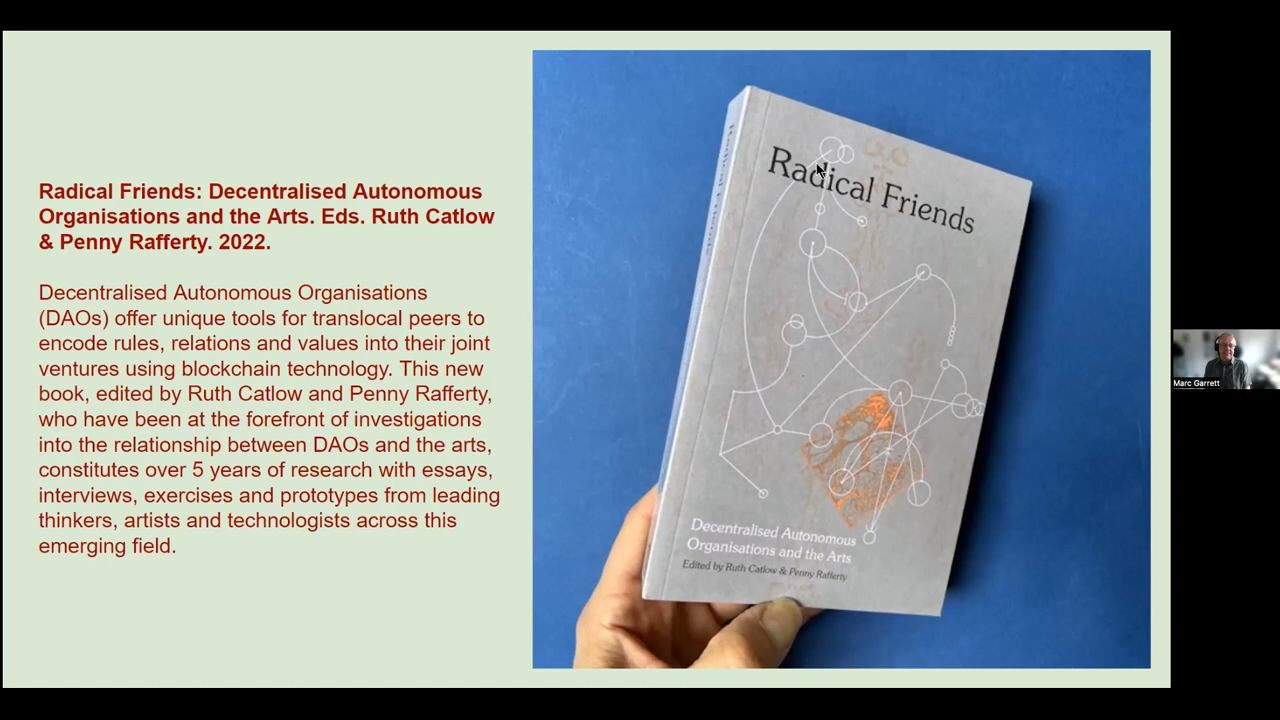 Radical Friends: Decentralised Autonomous
Organisations and the Arts. Eds. Ruth Catlow
& Penny Rafferty. 2022.
Decentralised Autonomous Organisations
(DAOs) offer unique tools for translocal peers to
encode rules, relations and values into their joint
ventures using blockchain technology. This new
book, edited by Ruth Catlow and Penny Rafferty,
who have been at the forefront of investigations
into the relationship between DAOs and the arts,
constitutes over 5 years of research with essays,
interviews, exercises and prototypes from leading
thinkers, artists and technologists across this
emerging field.
Radical Friends
Radical Friends
Decentralised Autonomous
Organisations and the Arts
Edited by Ruth Catlow & Penny Rafferty
Marc Garrett